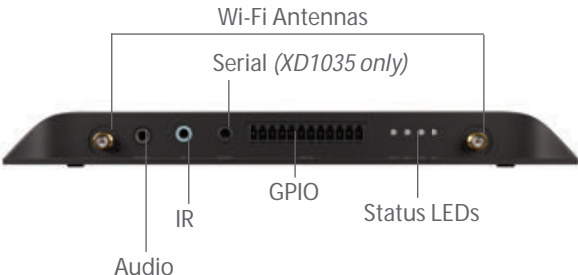 Wi-Fi Antennas
Serial (XD1035 only)
GPIO
IR
Status LEDs
Audio